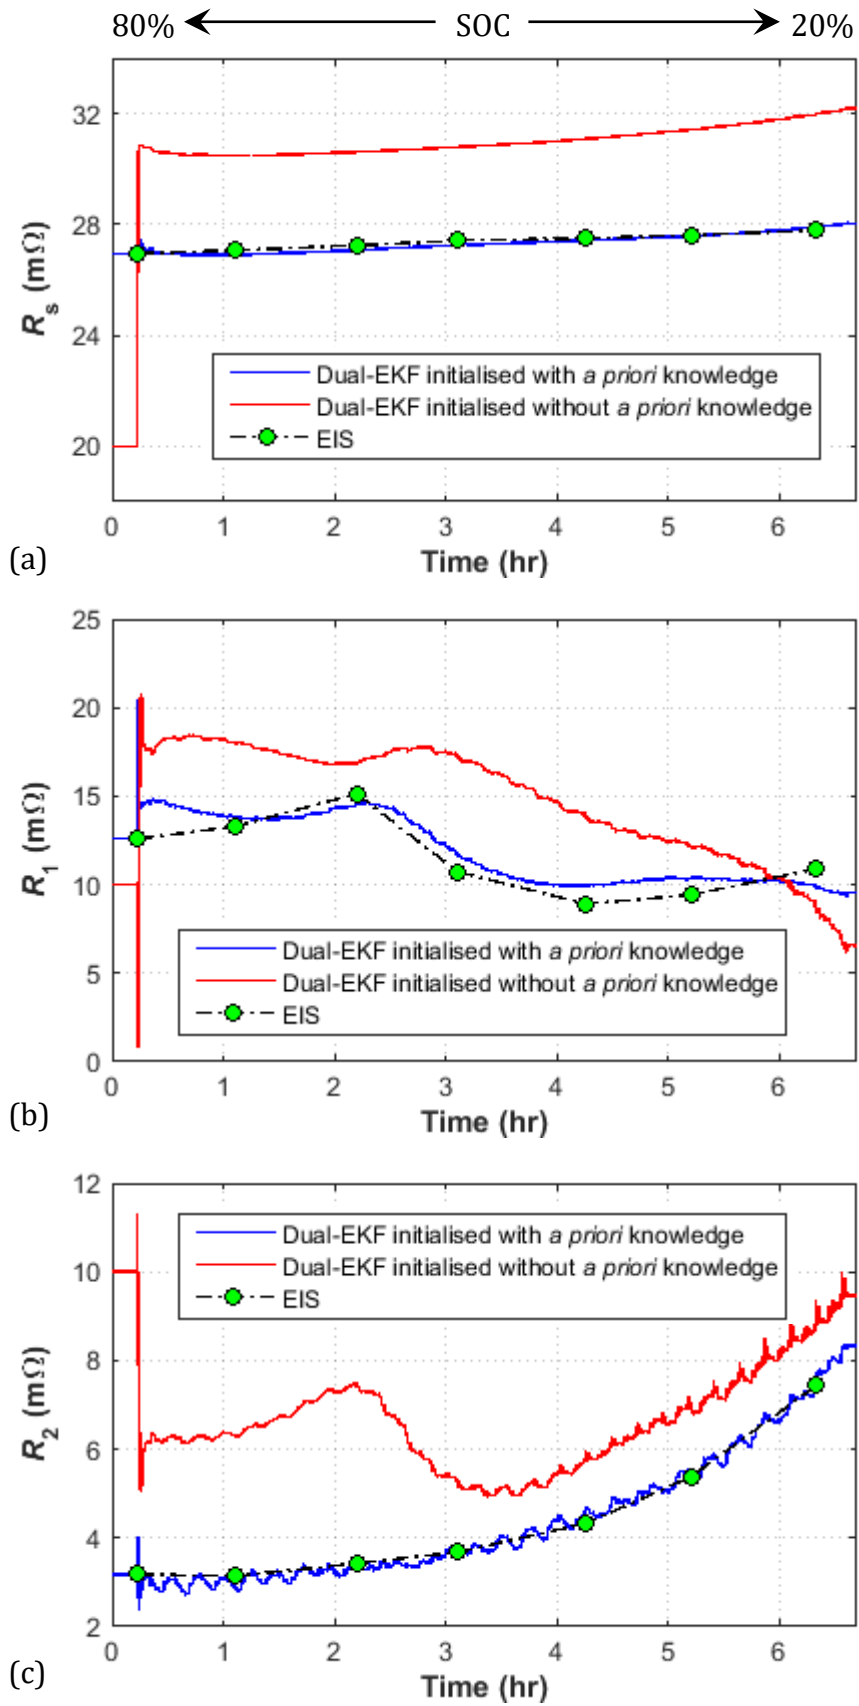 80% SOC 20%
32
28
24
20
R_s (mΩ)
Dual-EKF initialised with a priori knowledge
Dual-EKF initialised without a priori knowledge
EIS
0 1 2 3 4 5 6
Time (hr)
(a)
25
20
15
10
5
0
R_1 (mΩ)
Dual-EKF initialised with a priori knowledge
Dual-EKF initialised without a priori knowledge
EIS
0 1 2 3 4 5 6
Time (hr)
(b)
12
10
8
6
4
2
R_2 (mΩ)
Dual-EKF initialised with a priori knowledge
Dual-EKF initialised without a priori knowledge
EIS
0 1 2 3 4 5 6
Time (hr)
(c)